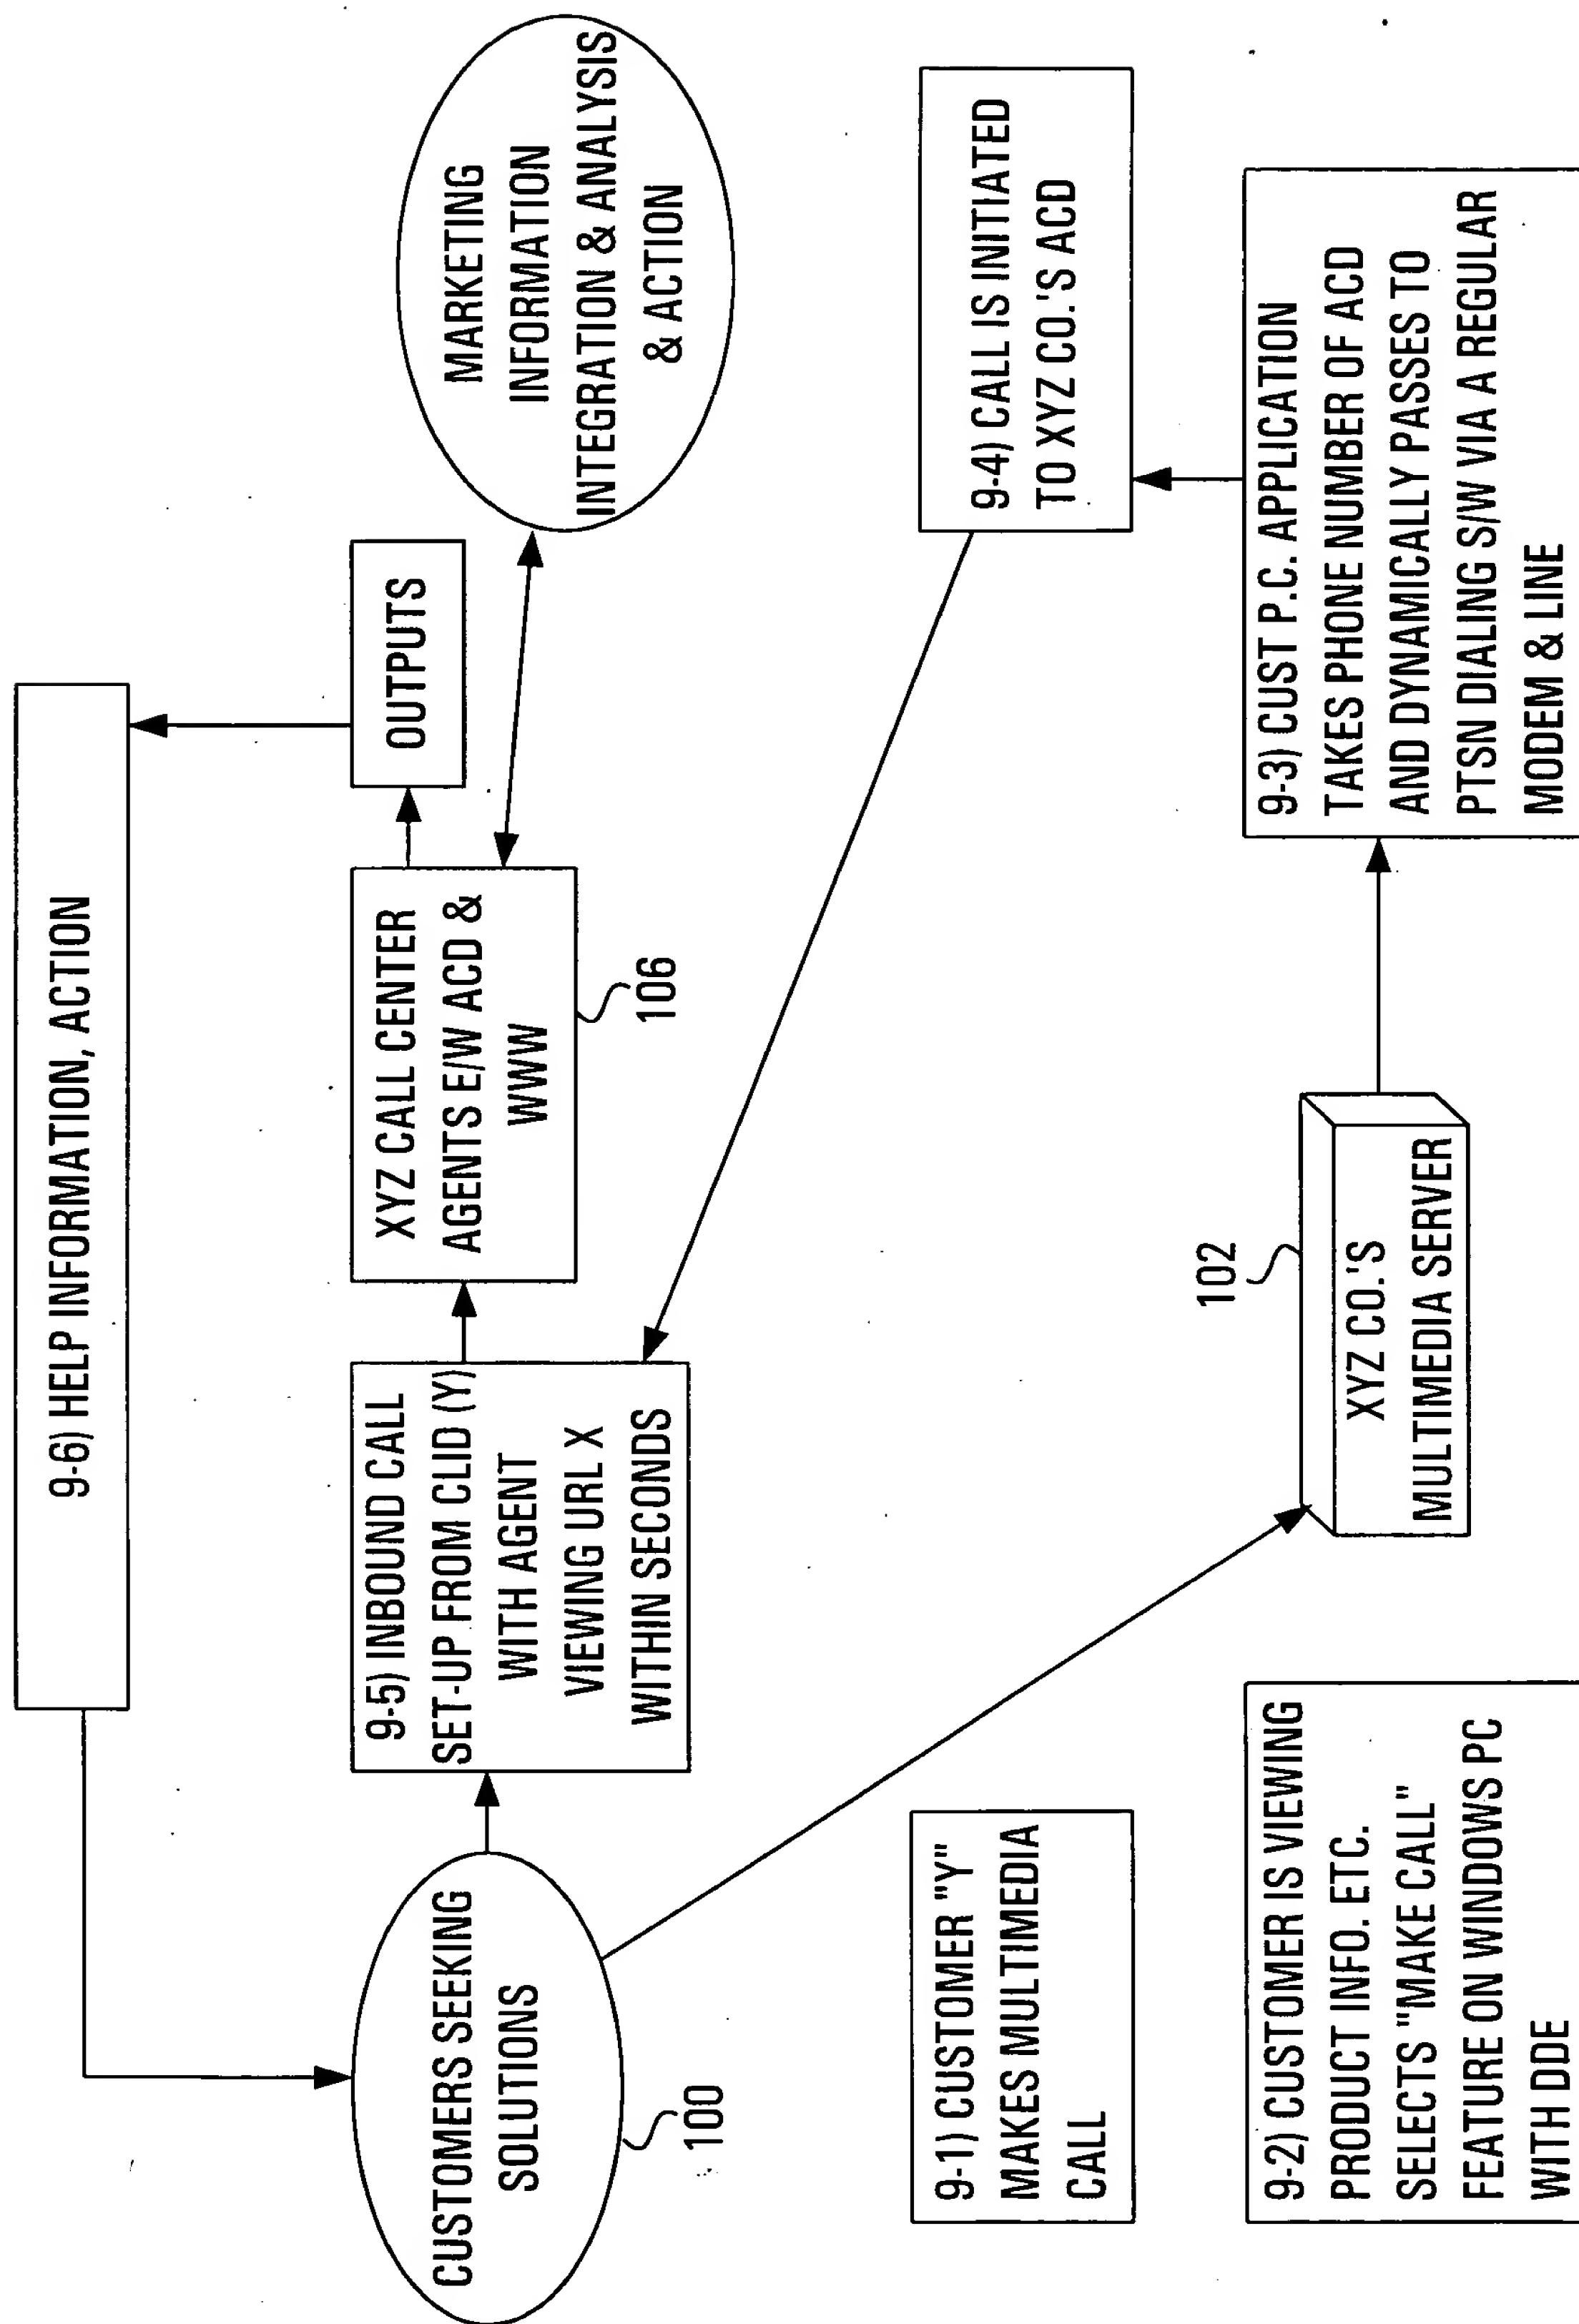 9-6) HELP INFORMATION, ACTION
CUSTOMERS SEEKING
SOLUTIONS
100
9-5) INBOUND CALL
SET-UP FROM CLID (Y)
WITH AGENT
VIEWING URL X
WITHIN SECONDS
XYZ CALL CENTER
AGENTS E/W ACD &
WWW
106
OUTPUTS
MARKETING
INFORMATION
INTEGRATION & ANALYSIS
& ACTION
9-1) CUSTOMER "Y"
MAKES MULTIMEDIA
CALL
9-4) CALL IS INITIATED
TO XYZ CO.'S ACD
9-2) CUSTOMER IS VIEWING
PRODUCT INFO. ETC.
SELECTS "MAKE CALL"
FEATURE ON WINDOWS PC
WITH DDE
102
XYZ CO.'S
MULTIMEDIA SERVER
9-3) CUST P.C. APPLICATION
TAKES PHONE NUMBER OF ACD
AND DYNAMICALLY PASSES TO
PTSN DIALING S/W VIA A REGULAR
MODEM & LINE